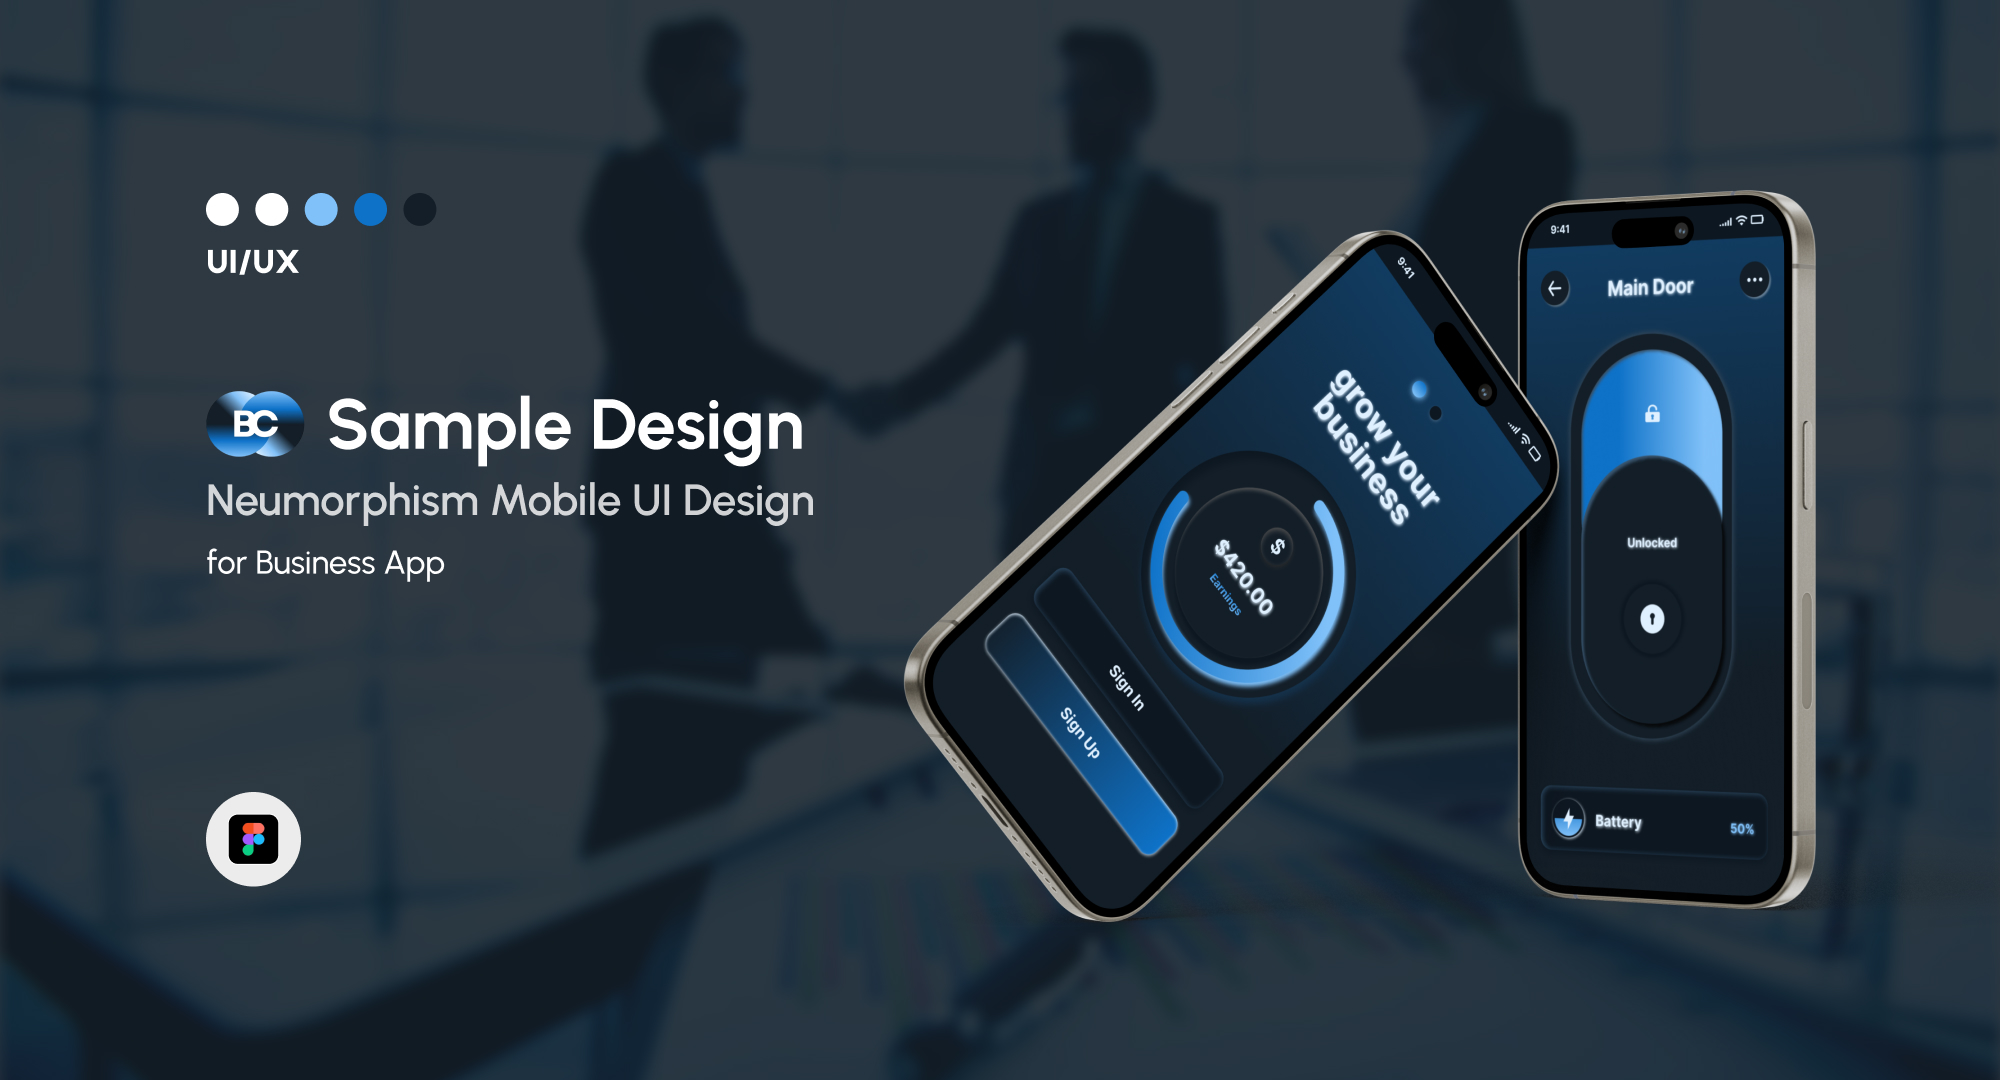 UI/UX
BC
Sample Design
Neumorphism Mobile UI Design
for Business App
9:41
grow your
business
$
$420.00
Earnings
Sign In
Sign Up
9:41
Main Door
Unlocked
Battery
50%